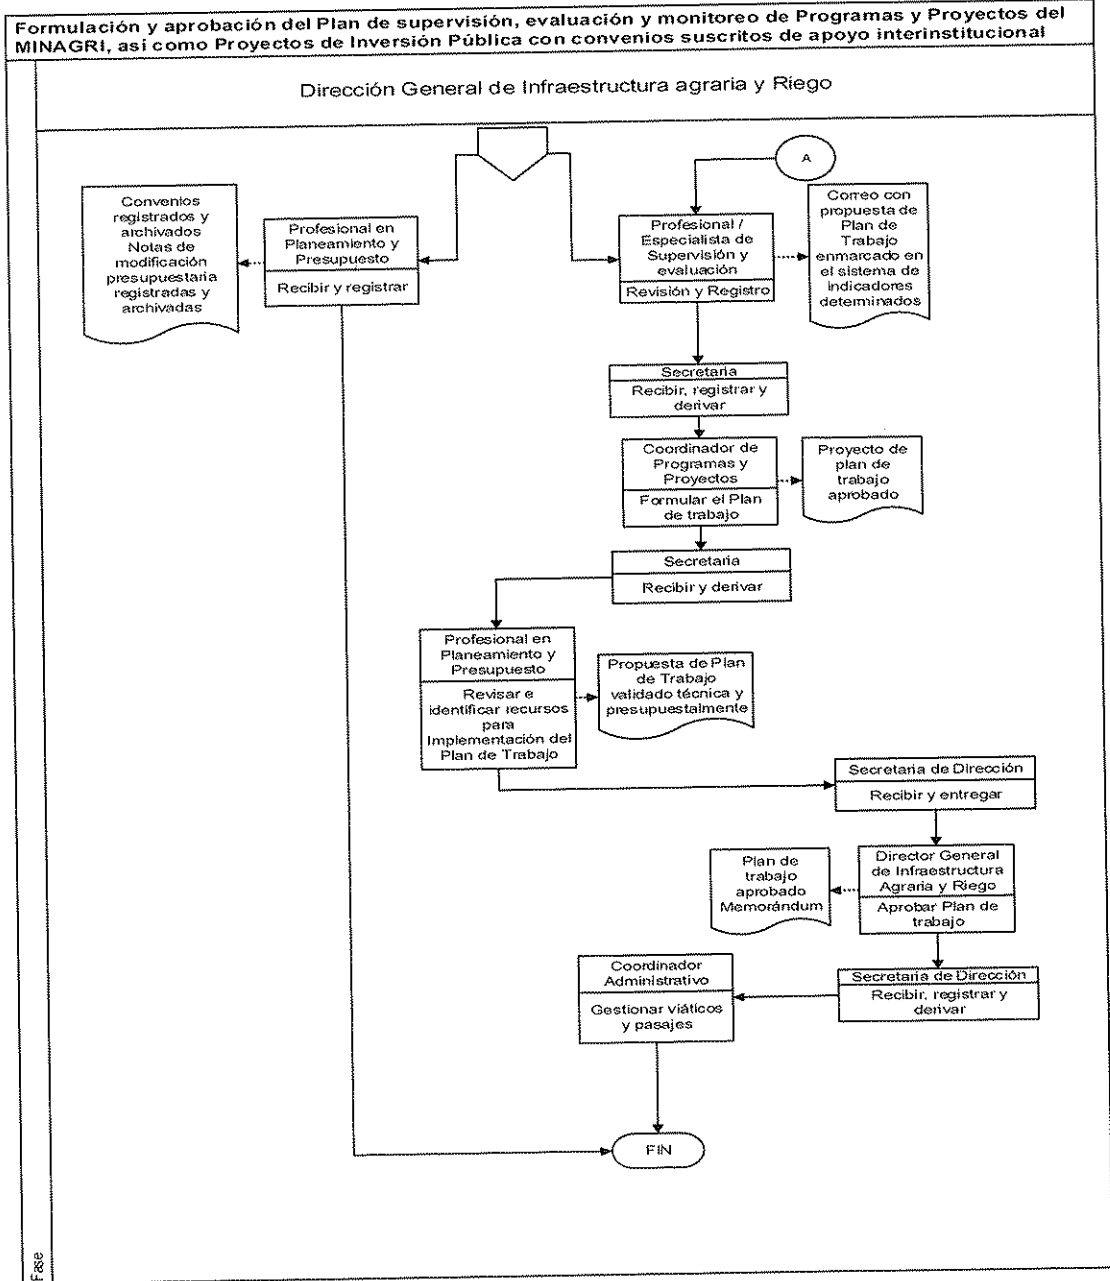 Formulación y aprobación del Plan de supervisión, evaluación y monitoreo de Programas y Proyectos del
MINAGRI, asi como Proyectos de Inversión Pública con convenios suscritos de apoyo interinstitucional
Dirección General de Infraestructura agraria y Riego
A
Convenios
registrados y
archivados
Notas de
modificación
presupuestaria
registradas y
archivadas
Profesional en
Planeamiento y
Presupuesto
Recibir y registrar
Profesional /
Especialista de
Supervisión y
evaluación
Revisión y Registro
Correo con
propuesta de
Plan de
Trabajo
enmarcado en
el sistema de
indicadores
determinados
Secretaria
Recibir, registrar y
derivar
Coordinador de
Programas y
Proyectos
Formular el Plan
de trabajo
Proyecto de
plan de
trabajo
aprobado
Secretaria
Recibir y derivar
Profesional en
Planeamiento y
Presupuesto
Revisar e
identificar recursos
para
Implementación del
Plan de Trabajo
Propuesta de Plan
de Trabajo
validado técnica y
presupuestalmente
Secretaria de Dirección
Recibir y entregar
Plan de
trabajo
aprobado
Memorándum
Director General
de Infraestructura
Agraria y Riego
Aprobar Plan de
trabajo
Secretaria de Dirección
Recibir, registrar y
derivar
Coordinador
Administrativo
Gestionar viáticos
y pasajes
FIN
Fase